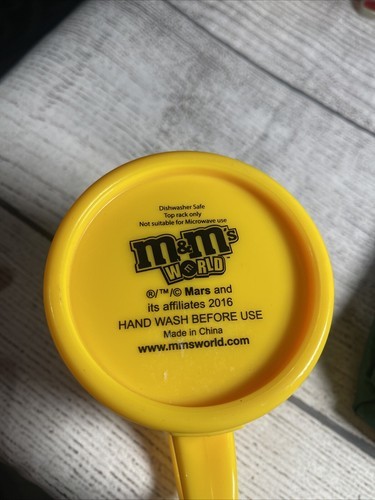 Dishwasher Safe
Top rack only
Not suitable for Microwave use
m&m's
WORLD
®/™/© Mars and
its affiliates 2016
HAND WASH BEFORE USE
Made in China
www.mmsworld.com